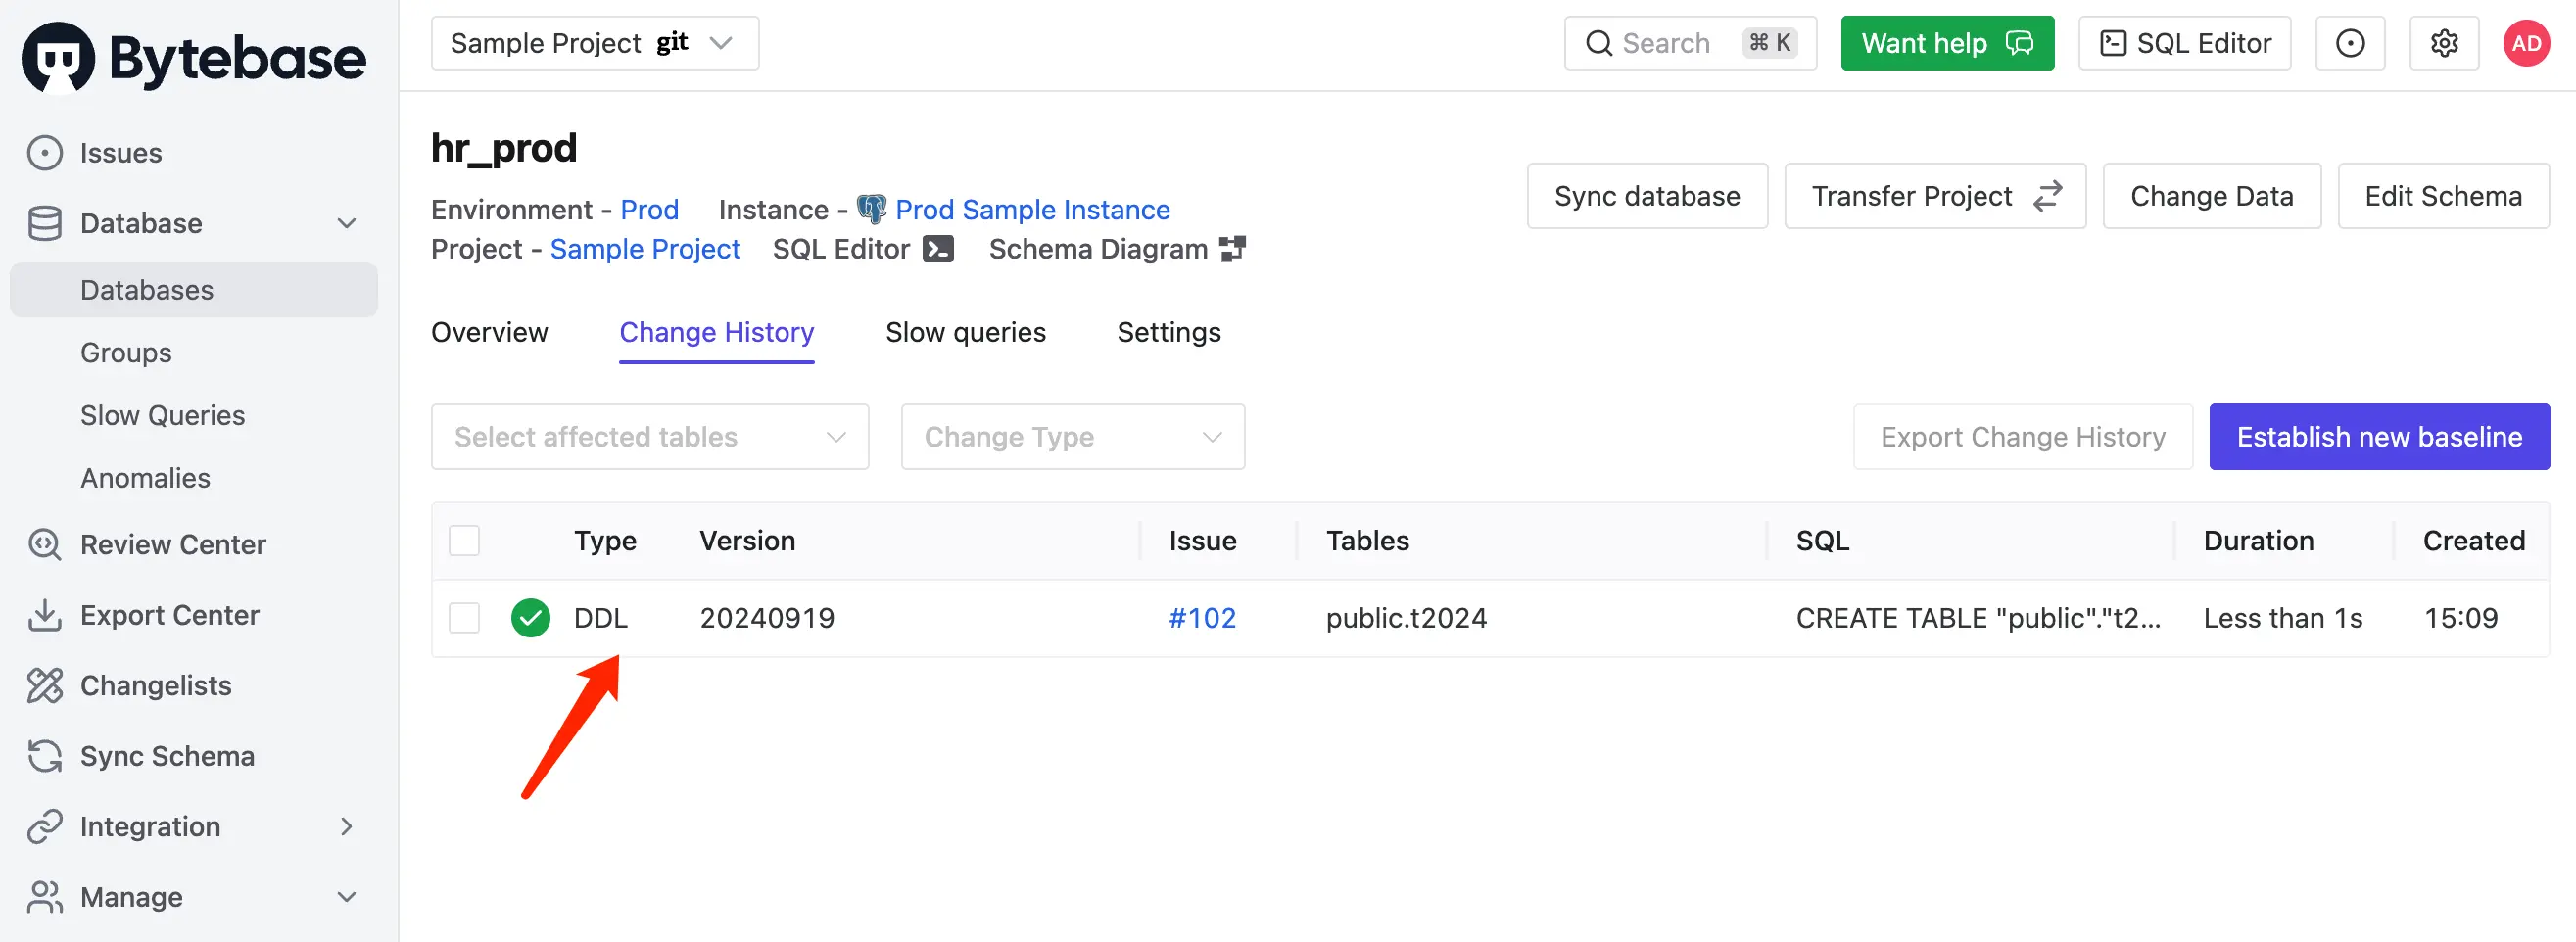 Bytebase
Sample Project git
Search ⌘ K
Want help
SQL Editor
AD
Issues
Database
Databases
Groups
Slow Queries
Anomalies
Review Center
Export Center
Changelists
Sync Schema
Integration
Manage
hr_prod
Environment - Prod Instance - Prod Sample Instance
Project - Sample Project SQL Editor Schema Diagram
Sync database
Transfer Project
Change Data
Edit Schema
Overview Change History Slow queries Settings
Select affected tables
Change Type
Export Change History
Establish new baseline
Type Version Issue Tables SQL Duration Created
DDL 20240919 #102 public.t2024 CREATE TABLE "public"."t2... Less than 1s 15:09